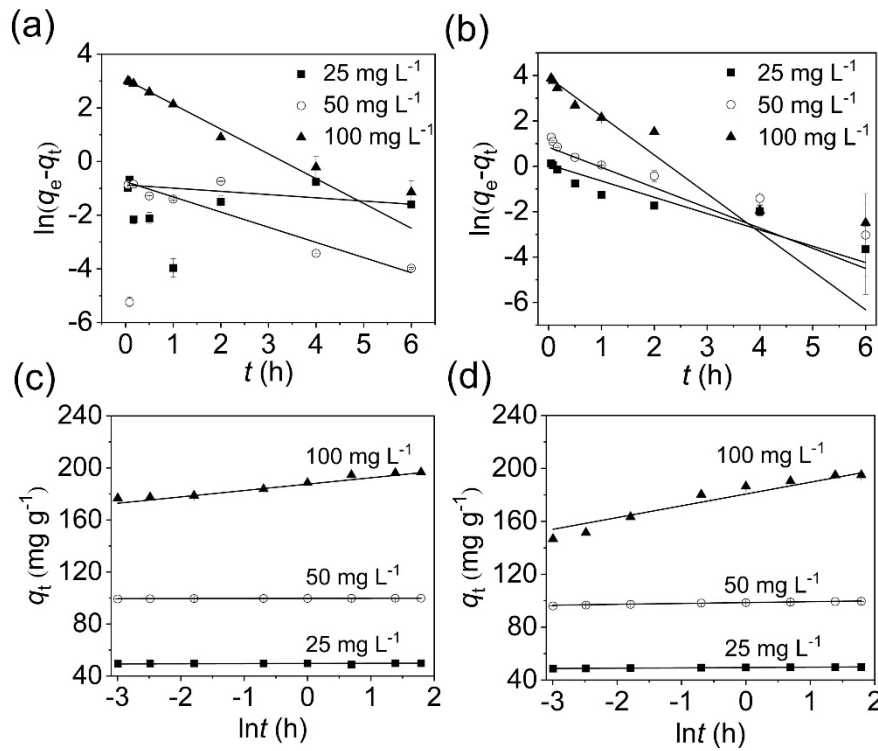 (a)
4
2
0
-2
-4
-6
ln(qₑ-qₜ)
25 mg L⁻¹
50 mg L⁻¹
100 mg L⁻¹
0 1 2 3 4 5 6
t (h)
(b)
6
4
2
0
-2
-4
-6
ln(qₑ-qₜ)
25 mg L⁻¹
50 mg L⁻¹
100 mg L⁻¹
0 1 2 3 4 5 6
t (h)
(c)
240
200
160
120
80
40
qₜ (mg g⁻¹)
100 mg L⁻¹
50 mg L⁻¹
25 mg L⁻¹
-3 -2 -1 0 1 2
lnt (h)
(d)
240
200
160
120
80
40
qₜ (mg g⁻¹)
100 mg L⁻¹
50 mg L⁻¹
25 mg L⁻¹
-3 -2 -1 0 1 2
lnt (h)